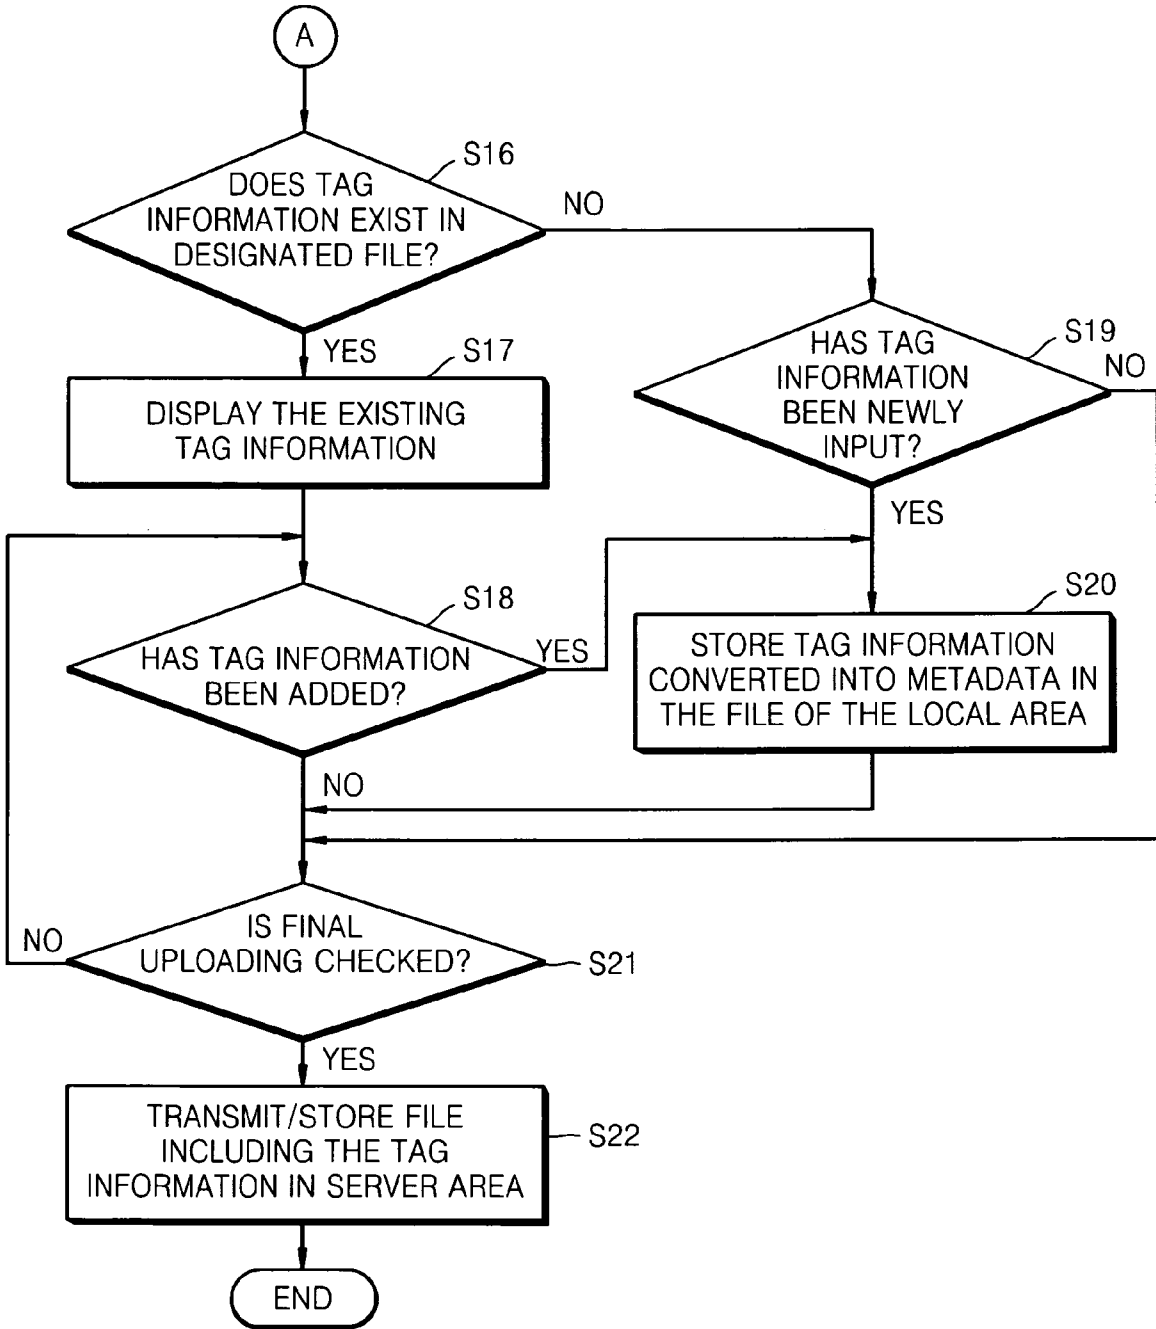 A
S16
DOES TAG
INFORMATION EXIST IN
DESIGNATED FILE?
NO
YES
S17
DISPLAY THE EXISTING
TAG INFORMATION
S19
HAS TAG
INFORMATION
BEEN NEWLY
INPUT?
NO
YES
S18
HAS TAG INFORMATION
BEEN ADDED?
YES
NO
S20
STORE TAG INFORMATION
CONVERTED INTO METADATA IN
THE FILE OF THE LOCAL AREA
IS FINAL
UPLOADING CHECKED?
S21
NO
YES
TRANSMIT/STORE FILE
INCLUDING THE TAG
INFORMATION IN SERVER AREA
S22
END